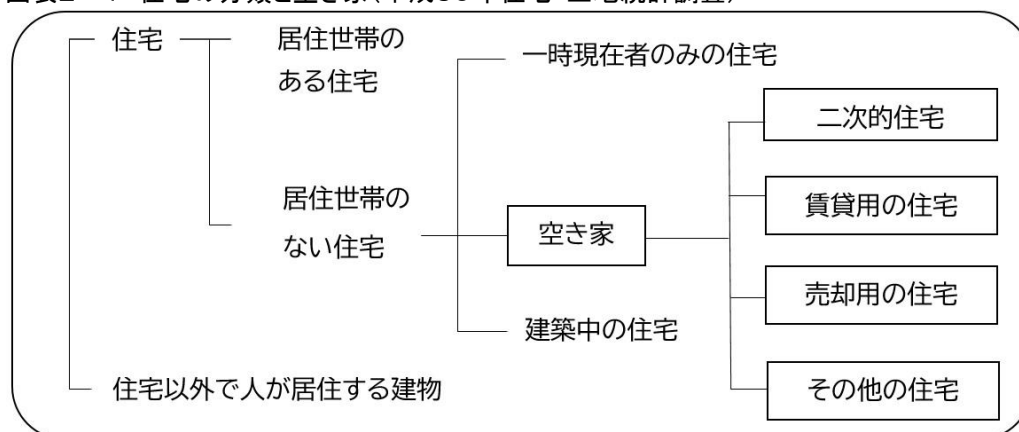 住宅
居住世帯の
ある住宅
一時現在者のみの住宅
二次的住宅
居住世帯の
ない住宅
空き家
賃貸用の住宅
売却用の住宅
建築中の住宅
住宅以外で人が居住する建物
その他の住宅